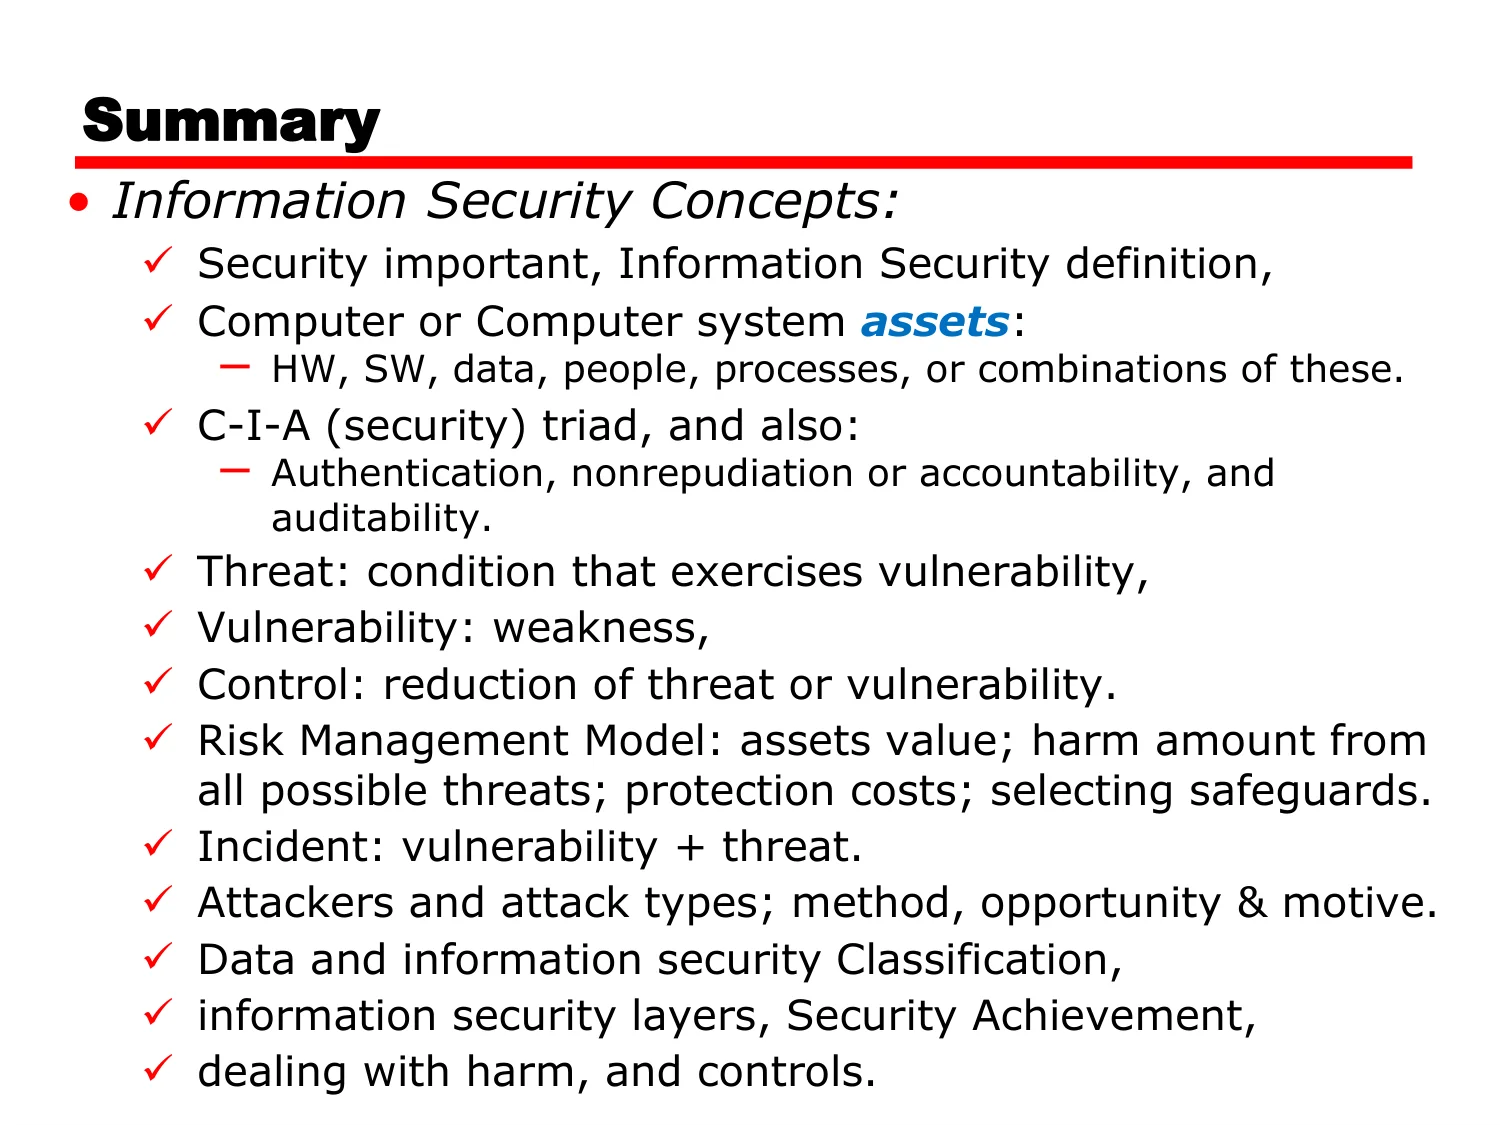 Summary
• Information Security Concepts:
✓ Security important, Information Security definition,
✓ Computer or Computer system assets:
– HW, SW, data, people, processes, or combinations of these.
✓ C-I-A (security) triad, and also:
– Authentication, nonrepudiation or accountability, and
auditability.
✓ Threat: condition that exercises vulnerability,
✓ Vulnerability: weakness,
✓ Control: reduction of threat or vulnerability.
✓ Risk Management Model: assets value; harm amount from
all possible threats; protection costs; selecting safeguards.
✓ Incident: vulnerability + threat.
✓ Attackers and attack types; method, opportunity & motive.
✓ Data and information security Classification,
✓ information security layers, Security Achievement,
✓ dealing with harm, and controls.